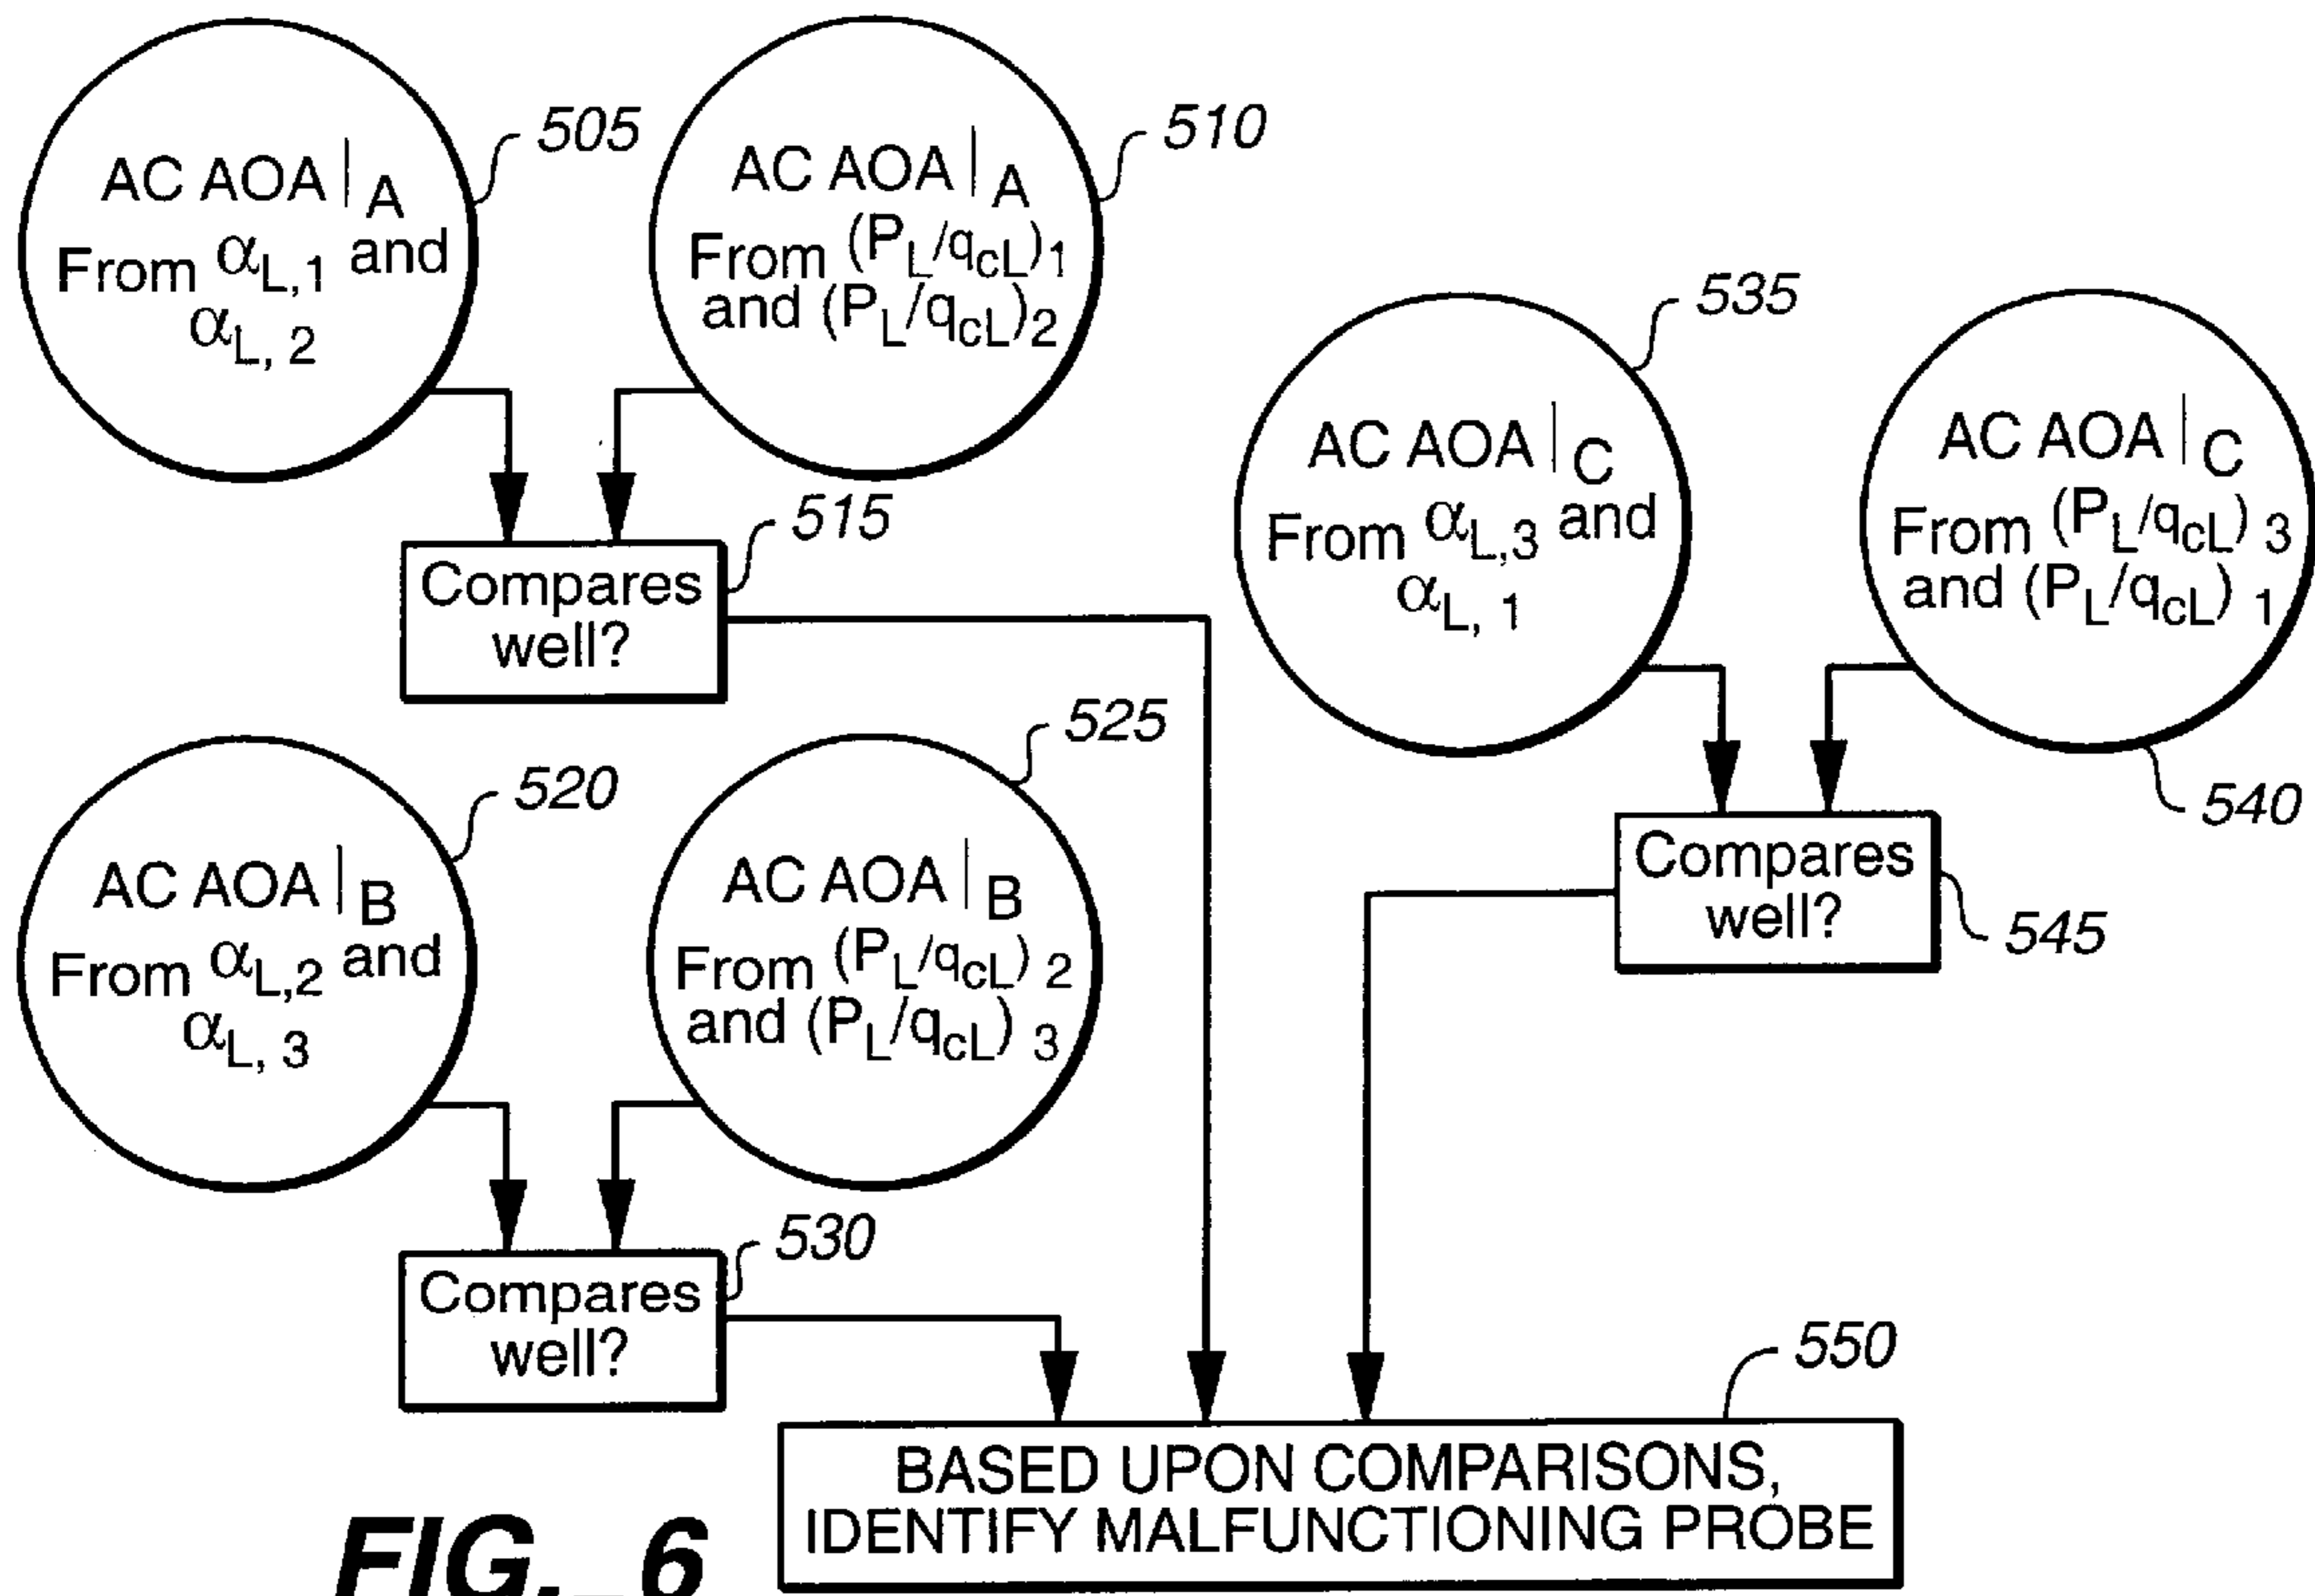 AC AOA|A
From αL,1 and
αL, 2
505
AC AOA|A
From (PL/qcL)1
and (PL/qcL)2
510
Compares
well?
515
AC AOA|C
From αL,3 and
αL, 1
535
AC AOA|C
From (PL/qcL) 3
and (PL/qcL) 1
540
Compares
well?
545
AC AOA|B
From αL,2 and
αL, 3
520
AC AOA|B
From (PL/qcL) 2
and (PL/qcL) 3
525
Compares
well?
530
550
BASED UPON COMPARISONS,
IDENTIFY MALFUNCTIONING PROBE
FIG._6